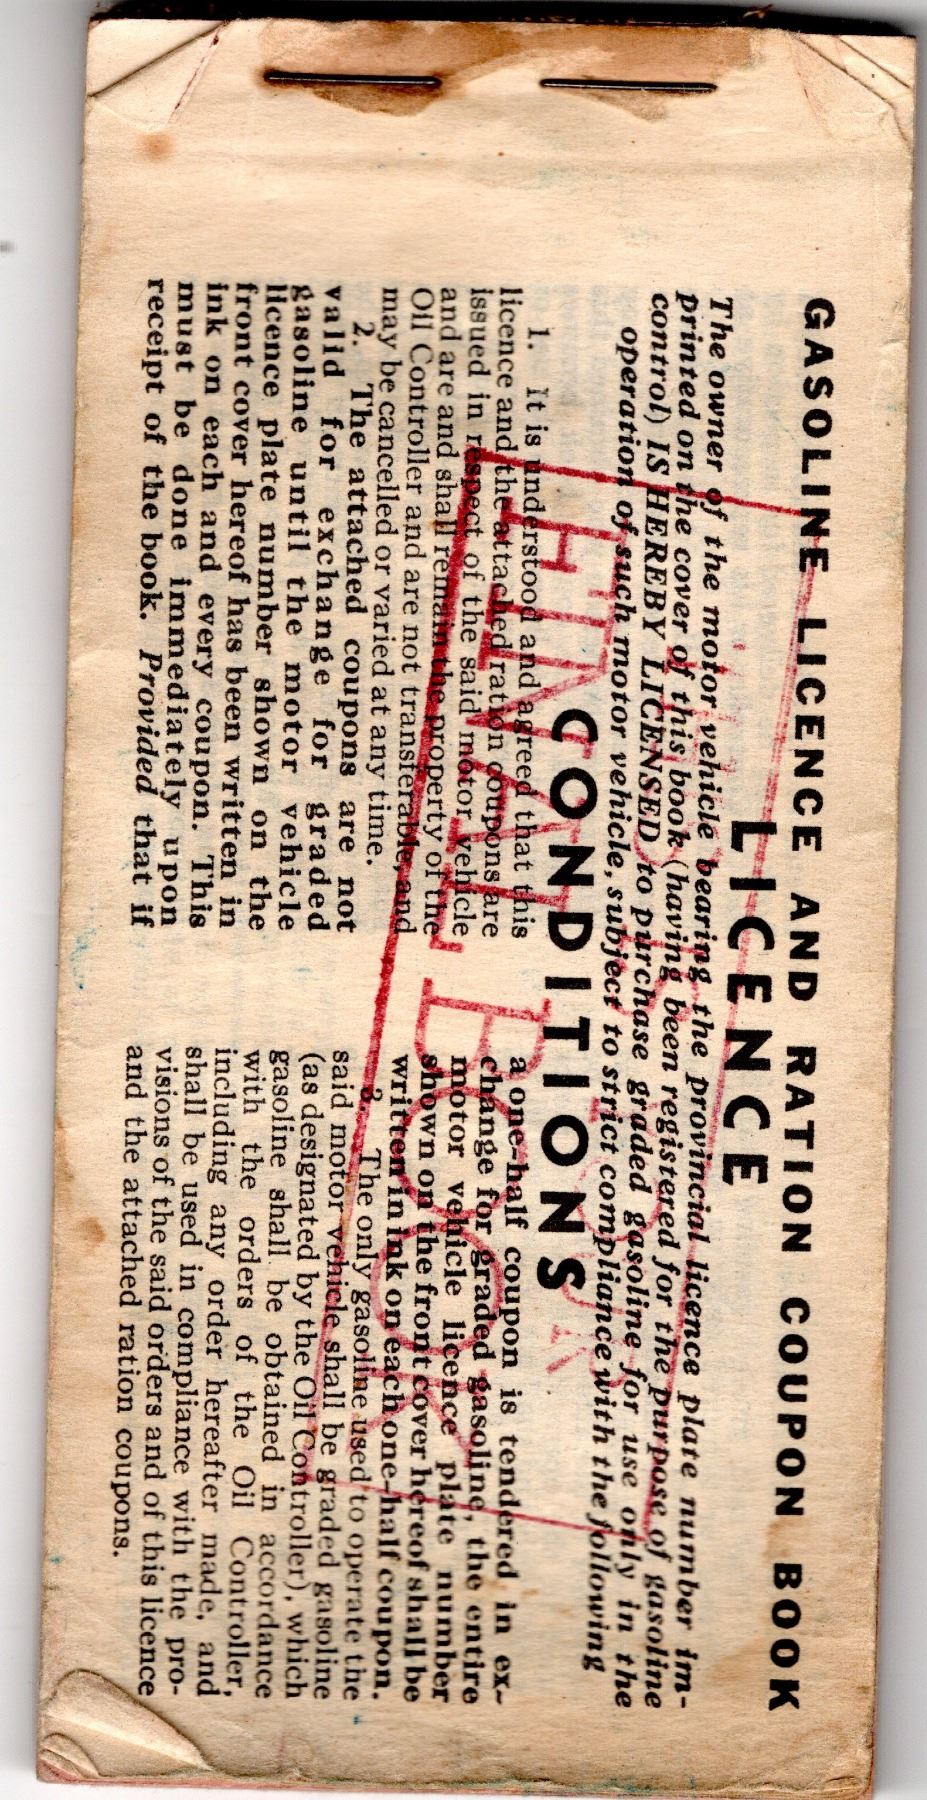 GASOLINE LICENCE AND RATION COUPON BOOK
LICENCE
The owner of the motor vehicle bearing the provincial licence plate number im-
printed on the cover of this book (having been registered for the purpose of gasoline
control) IS HEREBY LICENSED to purchase graded gasoline for use only in the
operation of such motor vehicle, subject to strict compliance with the following
CONDITIONS
1. It is understood and agreed that this
licence and the attached ration coupons are
issued in respect of the said motor vehicle
and are and shall remain the property of the
Oil Controller and are not transferable, and
may be cancelled or varied at any time.
2. The attached coupons are not
valid for exchange for graded
gasoline until the motor vehicle
licence plate number shown on the
front cover hereof has been written in
ink on each and every coupon. This
must be done immediately upon
receipt of the book. Provided that if
a one-half coupon is tendered in ex-
change for graded gasoline, the entire
motor vehicle licence plate number
shown on the front cover hereof shall be
written in ink on each one-half coupon.
3. The only gasoline used to operate the
said motor vehicle shall be graded gasoline
(as designated by the Oil Controller), which
gasoline shall be obtained in accordance
with the orders of the Oil Controller,
including any order hereafter made, and
shall be used in compliance with the pro-
visions of the said orders and of this licence
and the attached ration coupons.
FINAL BOOK